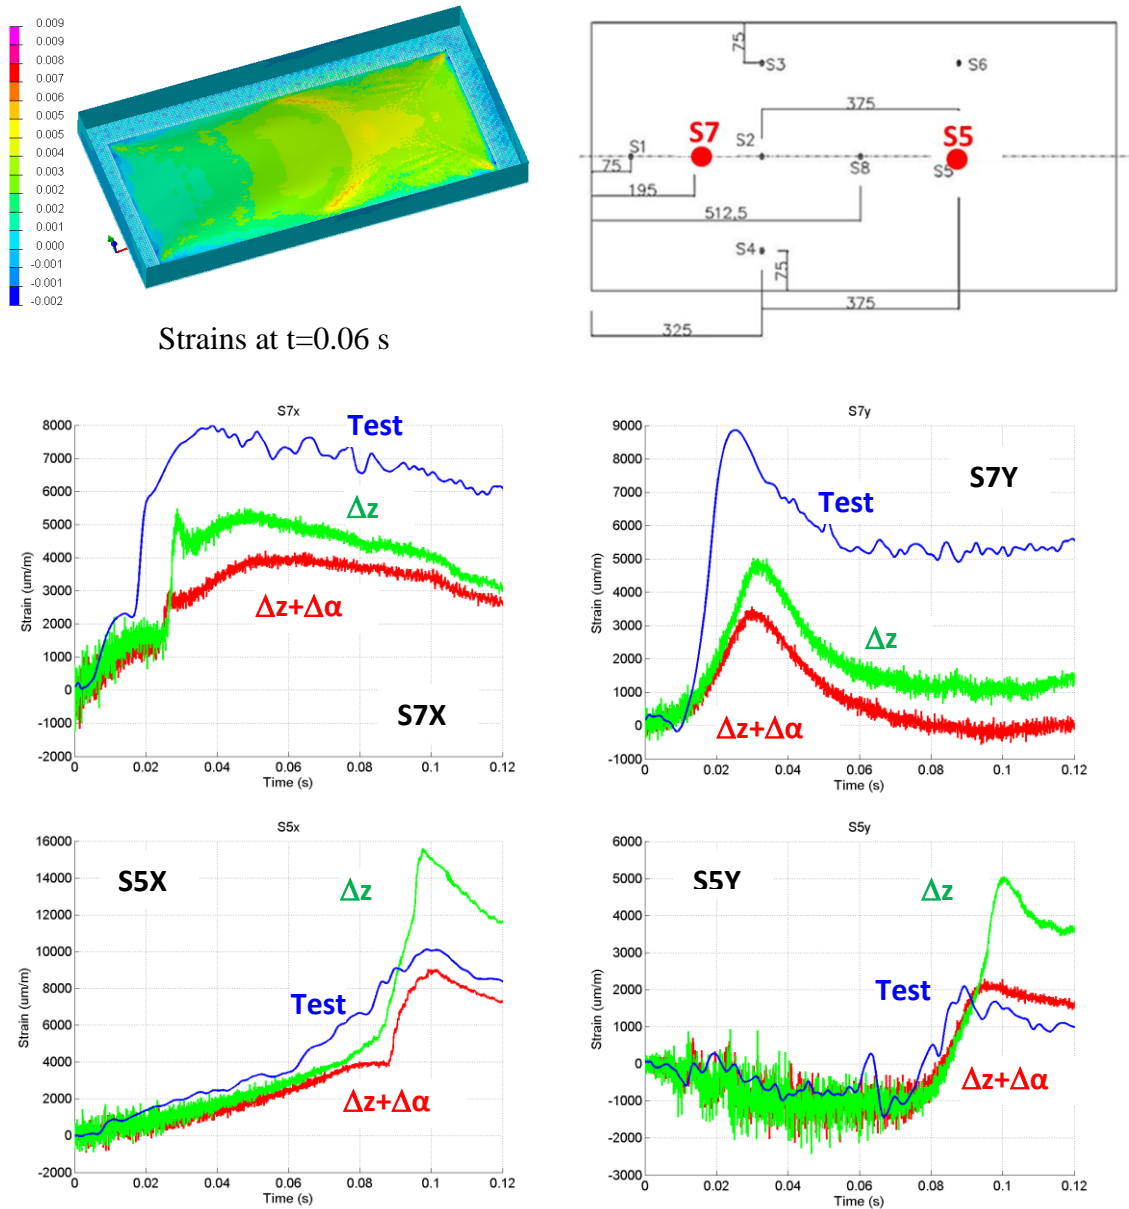 0.009
0.009
0.008
0.007
0.006
0.005
0.004
0.003
0.002
0.002
0.001
0.000
-0.001
-0.001
-0.002
Strains at t=0.06 s
75
S3
S6
375
S1
S7
S2
S8
S5
S5
75
195
512,5
S4
75
375
325
S7x
Test
Δz
Δz+Δα
S7X
8000
7000
6000
5000
4000
3000
2000
1000
0
-1000
-2000
Strain (um/m)
0 0.02 0.04 0.06 0.08 0.1 0.12
Time (s)
S7y
S7Y
Test
Δz
Δz+Δα
9000
8000
7000
6000
5000
4000
3000
2000
1000
0
-1000
Strain (um/m)
0 0.02 0.04 0.06 0.08 0.1 0.12
Time (s)
S5x
S5X
Δz
Test
Δz+Δα
16000
14000
12000
10000
8000
6000
4000
2000
0
-2000
Strain (um/m)
0 0.02 0.04 0.06 0.08 0.1 0.12
Time (s)
S5y
S5Y
Δz
Test
Δz+Δα
6000
5000
4000
3000
2000
1000
0
-1000
-2000
-3000
Strain (um/m)
0 0.02 0.04 0.06 0.08 0.1 0.12
Time (s)